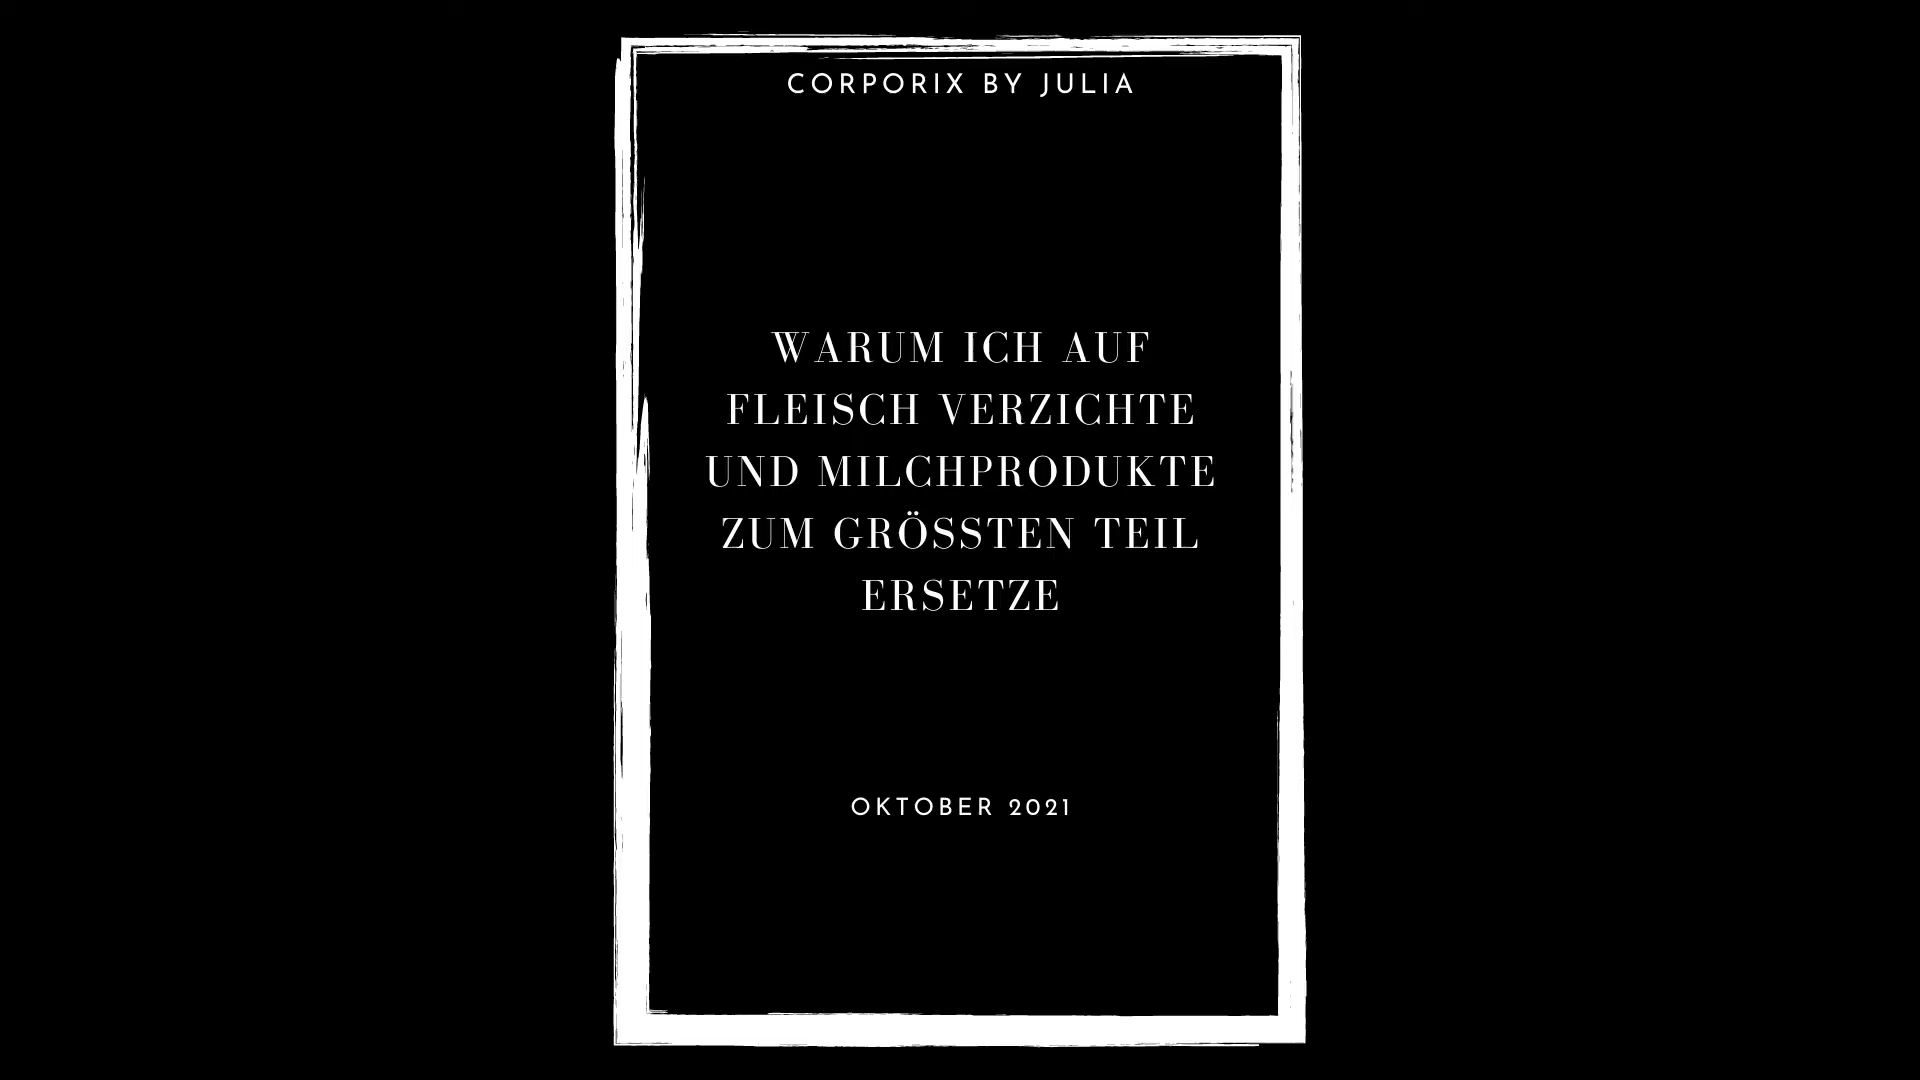 CORPORIX BY JULIA
WARUM ICH AUF
FLEISCH VERZICHTE
UND MILCHPRODUKTE
ZUM GRÖSSTEN TEIL
ERSETZE
OKTOBER 2021